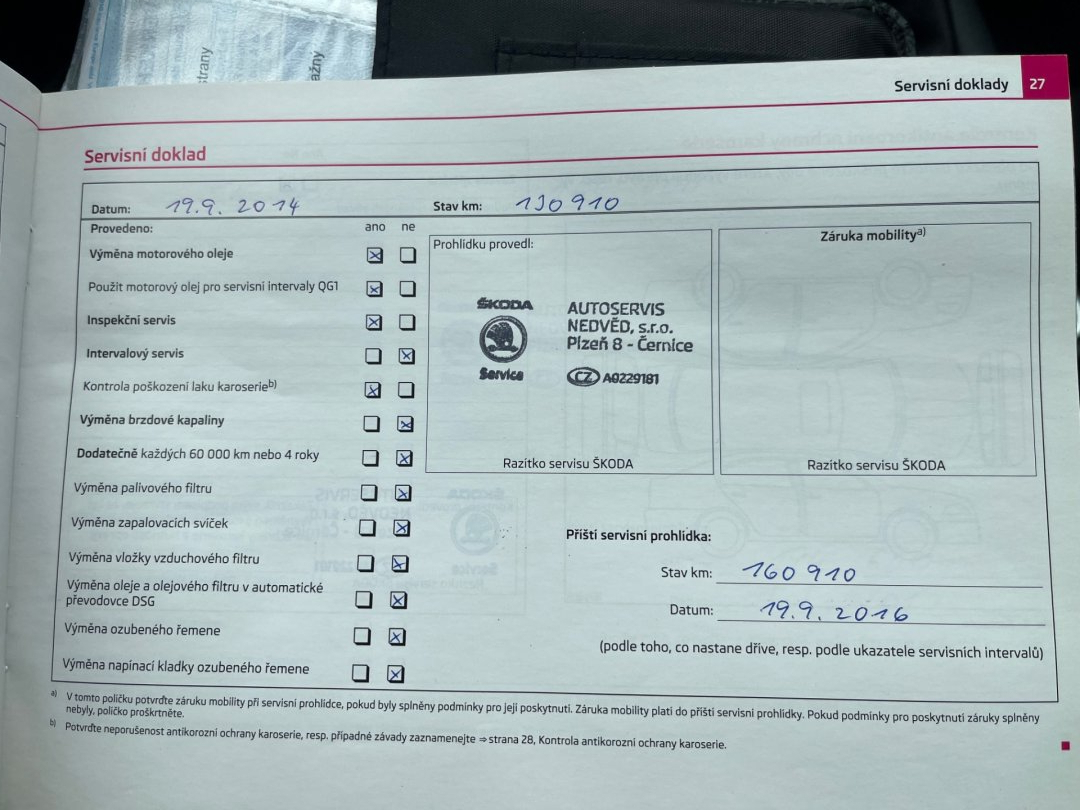 strany
ažny
Servisní doklady 27
Servisní doklad
Datum: 19.9. 2014 Stav km: 130 910
Provedeno: ano ne
Výměna motorového oleje
Použit motorový olej pro servisní intervaly QG1
Inspekční servis
Intervalový servis
Kontrola poškození laku karoserieb)
Výměna brzdové kapaliny
Dodatečně každých 60 000 km nebo 4 roky
Výměna palivového filtru
Výměna zapalovacích svíček
Výměna vložky vzduchového filtru
Výměna oleje a olejového filtru v automatické
převodovce DSG
Výměna ozubeného řemene
Výměna napínací kladky ozubeného řemene
Prohlídku provedl:
ŠKODA
Service
AUTOSERVIS
NEDVĚD, s.r.o.
Plzeň 8 - Černice
CZ A0229181
Razítko servisu ŠKODA
Záruka mobilitya)
Razítko servisu ŠKODA
Příští servisní prohlídka:
Stav km: 160 910
Datum: 19.9. 2016
(podle toho, co nastane dříve, resp. podle ukazatele servisních intervalů)
a) V tomto políčku potvrďte záruku mobility při servisní prohlídce, pokud byly splněny podmínky pro její poskytnutí. Záruka mobility platí do příští servisní prohlídky. Pokud podmínky pro poskytnutí záruky splněny
nebyly, políčko proškrtněte.
b) Potvrďte neporušenost antikorozní ochrany karoserie, resp. případné závady zaznamenejte ⇒ strana 28, Kontrola antikorozní ochrany karoserie.